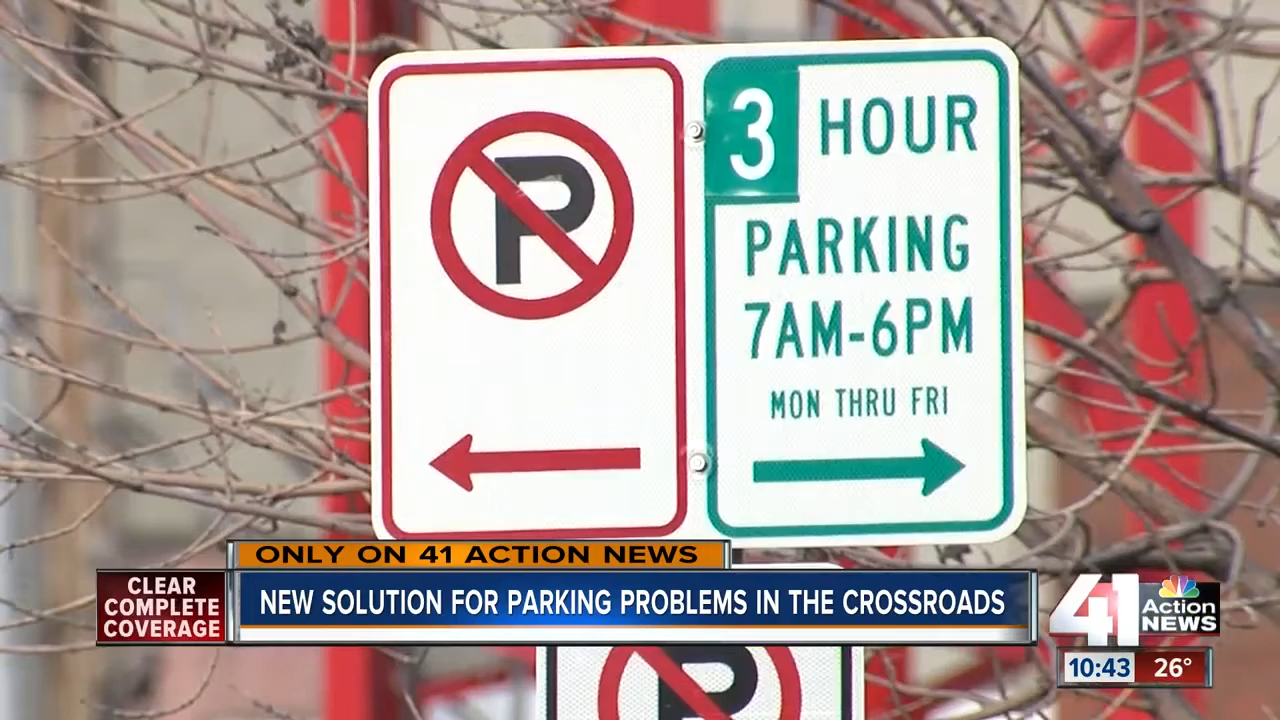 P
3 HOUR
PARKING
7AM-6PM
MON THRU FRI
ONLY ON 41 ACTION NEWS
CLEAR
COMPLETE
COVERAGE
NEW SOLUTION FOR PARKING PROBLEMS IN THE CROSSROADS
41 Action
NEWS
10:43 26°
P